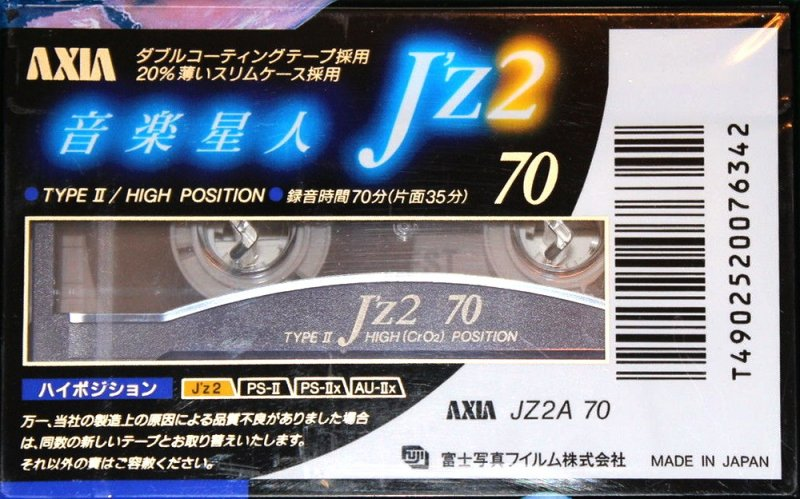 AXIA
ダブルコーティングテープ採用
20%薄いスリムケース採用
J'z2
音楽星人
70
●TYPE II / HIGH POSITION ●録音時間70分(片面35分)
J'z2 70
TYPE II HIGH (CrO2) POSITION
ハイポジション
J'z2 PS-II PS-IIx AU-IIx
万一、当社の製造上の原因による品質不良がありました場合
は、同数の新しいテープとお取り替えいたします。
それ以外の責はご容赦ください。
AXIA JZ2A 70
FUJI 富士写真フイルム株式会社
MADE IN JAPAN
T4902520076342